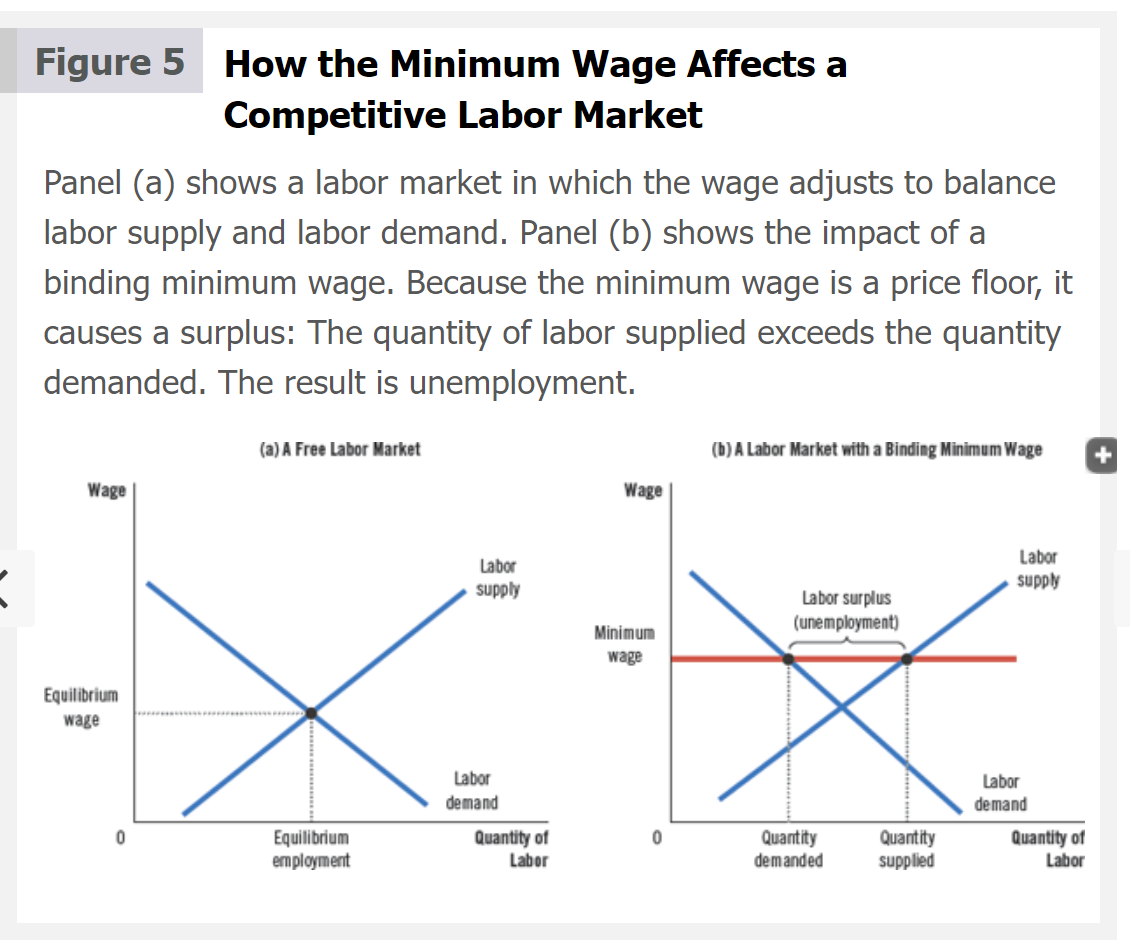 Figure 5
How the Minimum Wage Affects a
Competitive Labor Market
Panel (a) shows a labor market in which the wage adjusts to balance
labor supply and labor demand. Panel (b) shows the impact of a
binding minimum wage. Because the minimum wage is a price floor, it
causes a surplus: The quantity of labor supplied exceeds the quantity
demanded. The result is unemployment.
(a) A Free Labor Market
Wage
Labor
supply
Equilibrium
wage
Labor
demand
0
Equilibrium
employment
Quantity of
Labor
(b) A Labor Market with a Binding Minimum Wage
Wage
Labor
supply
Labor surplus
(unemployment)
Minimum
wage
Labor
demand
0
Quantity
demanded
Quantity
supplied
Quantity of
Labor